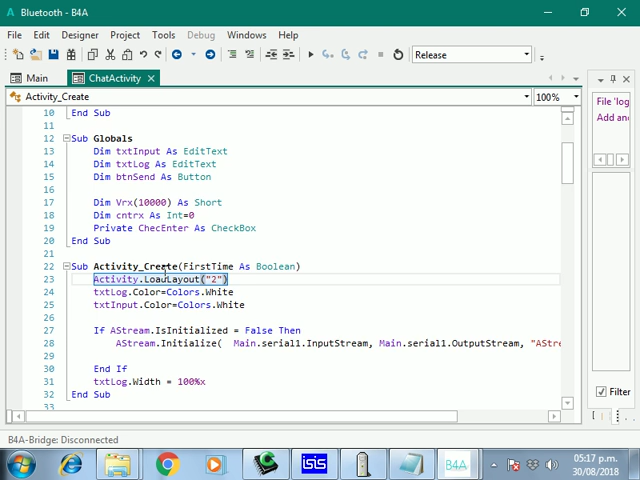 Bluetooth - B4A
File Edit Designer Project Tools Debug Windows Help
Release
Main ChatActivity
Activity_Create 100%
10 End Sub
11
12 Sub Globals
13 Dim txtInput As EditText
14 Dim txtLog As EditText
15 Dim btnSend As Button
16
17 Dim Vrx(10000) As Short
18 Dim cntrx As Int=0
19 Private ChecEnter As CheckBox
20 End Sub
21
22 Sub Activity_Create(FirstTime As Boolean)
23 Activity.LoadLayout("2")
24 txtLog.Color=Colors.White
25 txtInput.Color=Colors.White
26
27 If AStream.IsInitialized = False Then
28 AStream.Initialize( Main.serial1.InputStream, Main.serial1.OutputStream, "AStre
29
30 End If
31 txtLog.Width = 100%x
32 End Sub
33
File 'log
Add and
Filter
B4A-Bridge: Disconnected
isis
B4A
05:17 p.m.
30/08/2018